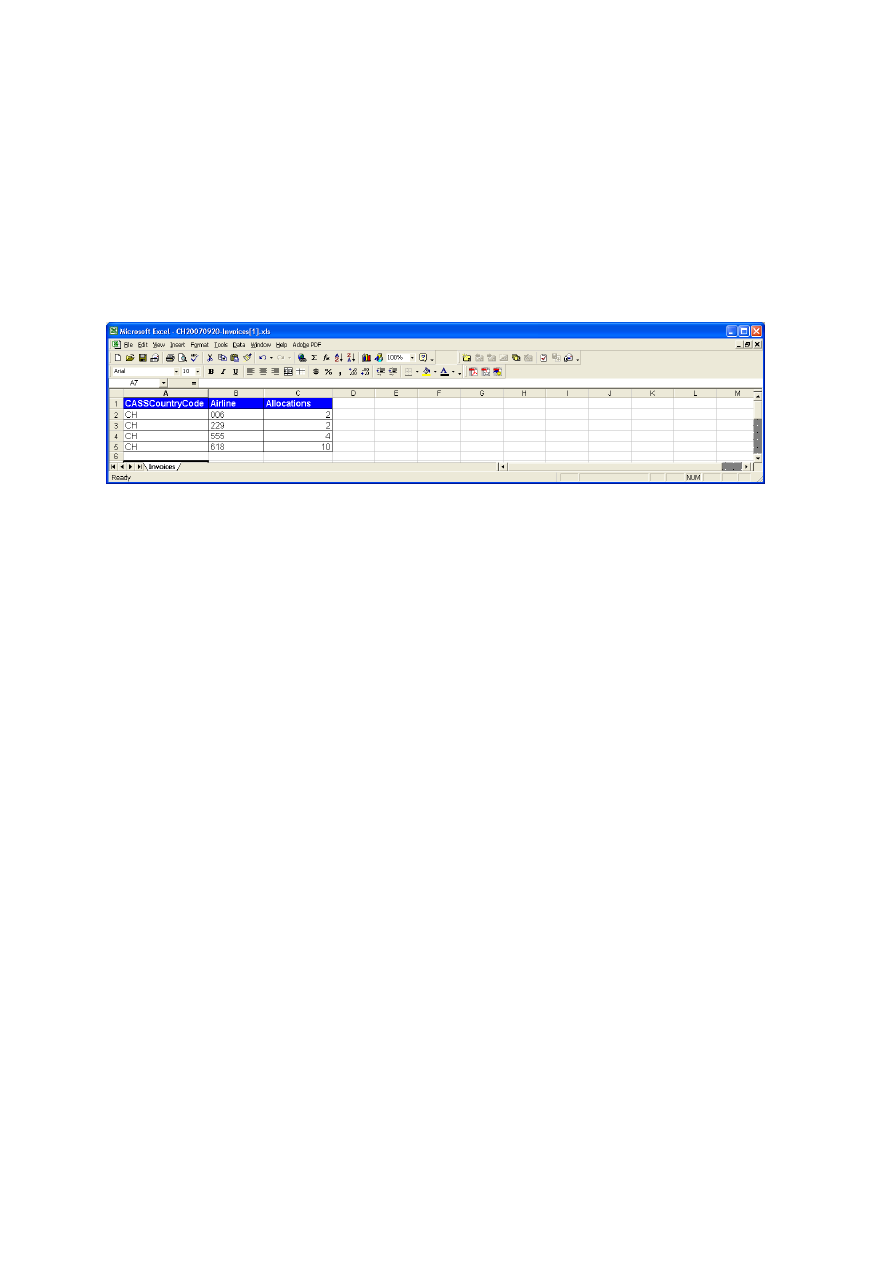 Microsoft Excel - CH20070920-Invoices[1].xls
File Edit View Insert Format Tools Data Window Help Adobe PDF
100%
Arial 10 B I U $ % , A
A7 =
A B C D E F G H I J K L M
1 CASSCountryCode Airline Allocations
2 CH 006 2
3 CH 229 2
4 CH 555 4
5 CH 618 10
6
Invoices
Ready NUM